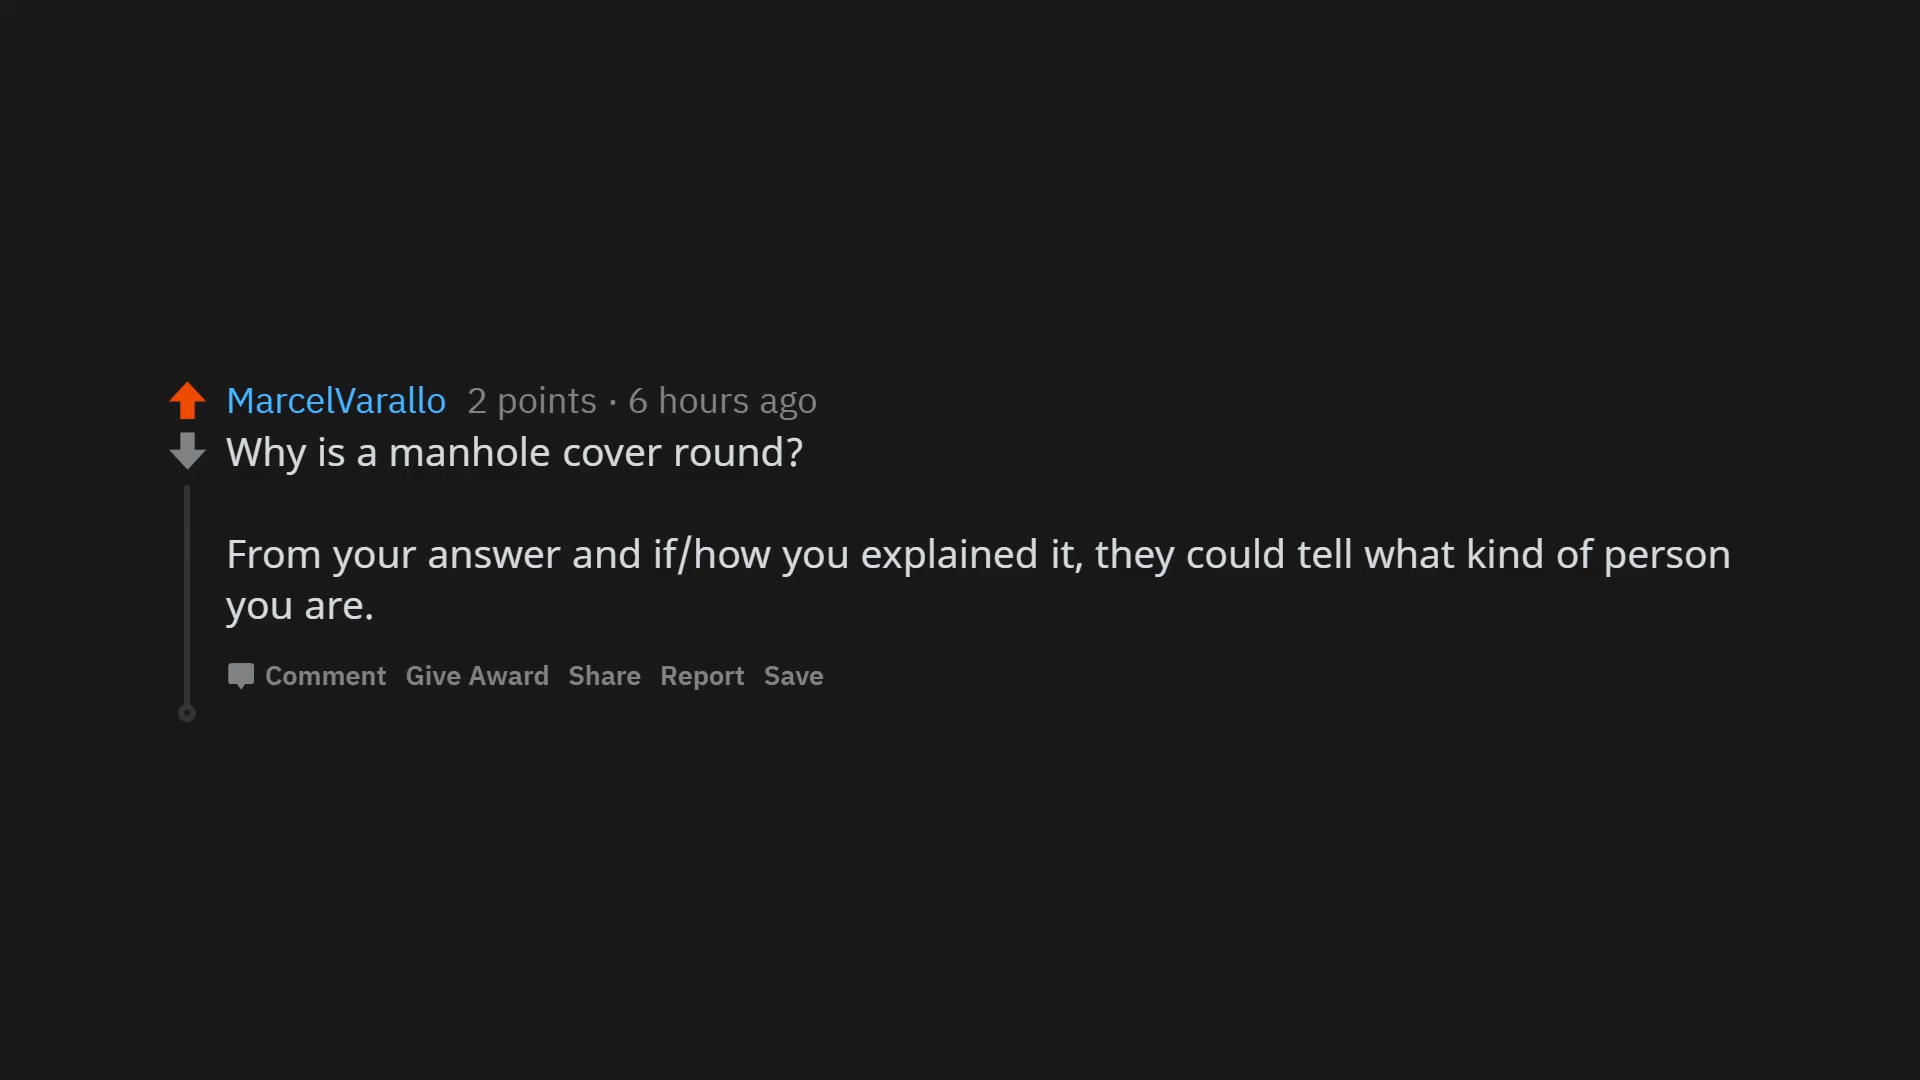 MarcelVarallo 2 points · 6 hours ago
Why is a manhole cover round?
From your answer and if/how you explained it, they could tell what kind of person
you are.
Comment Give Award Share Report Save